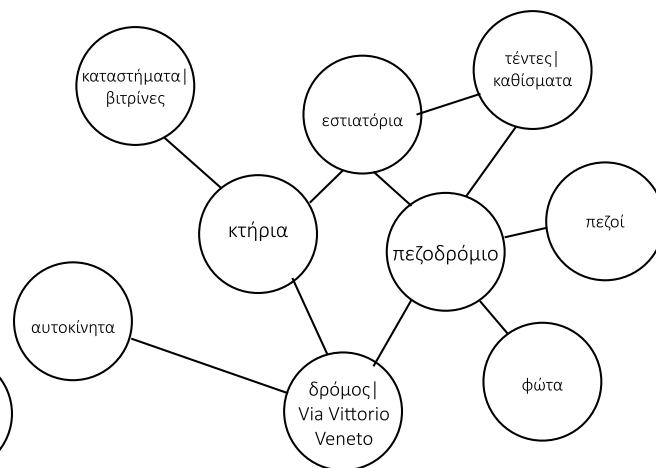 τέντες|
καθίσματα
καταστήματα|
βιτρίνες
εστιατόρια
πεζοί
κτήρια
πεζοδρόμιο
αυτοκίνητα
φώτα
δρόμος|
Via Vittorio
Veneto